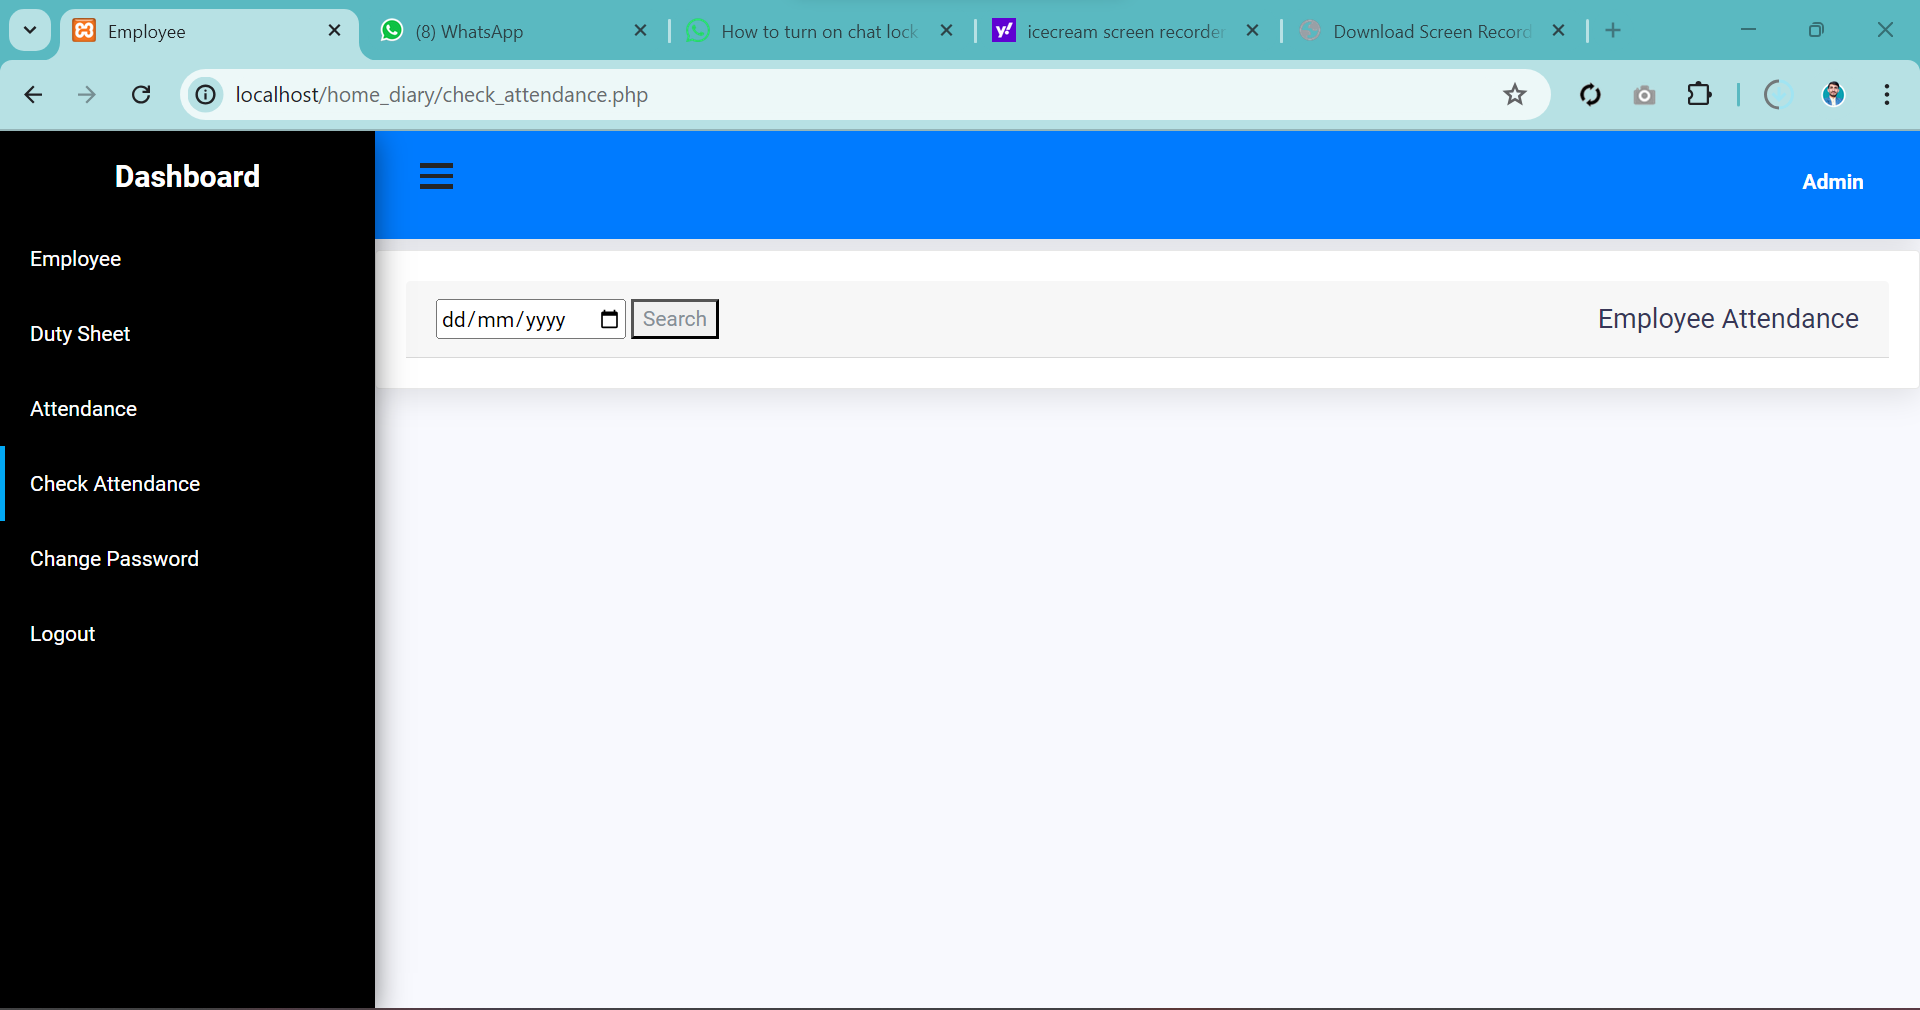 Employee
(8) WhatsApp
How to turn on chat lock
icecream screen recorder
Download Screen Record
localhost/home_diary/check_attendance.php
Dashboard
Admin
Employee
Duty Sheet
Attendance
Check Attendance
Change Password
Logout
dd/mm/yyyy
Search
Employee Attendance